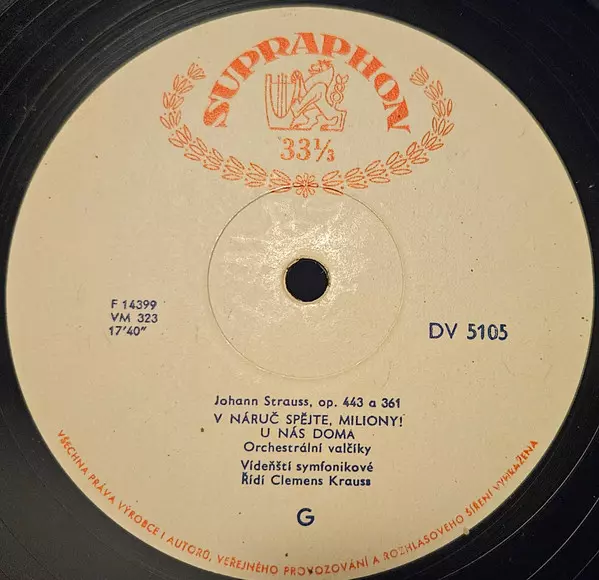 SUPRAPHON
33⅓
F 14399
VM 323
17'40"
DV 5105
Johann Strauss, op. 443 a 361
V NÁRUČ SPĚJTE, MILIONY!
U NÁS DOMA
Orchestrální valčíky
Vídeňští symfonikové
Řídí Clemens Krauss
G
VŠECHNA PRÁVA VÝROBCE I AUTORŮ, VEŘEJNÉHO PROVOZOVÁNÍ A ROZHLASOVÉHO ŠÍŘENÍ VYHRAŽENA